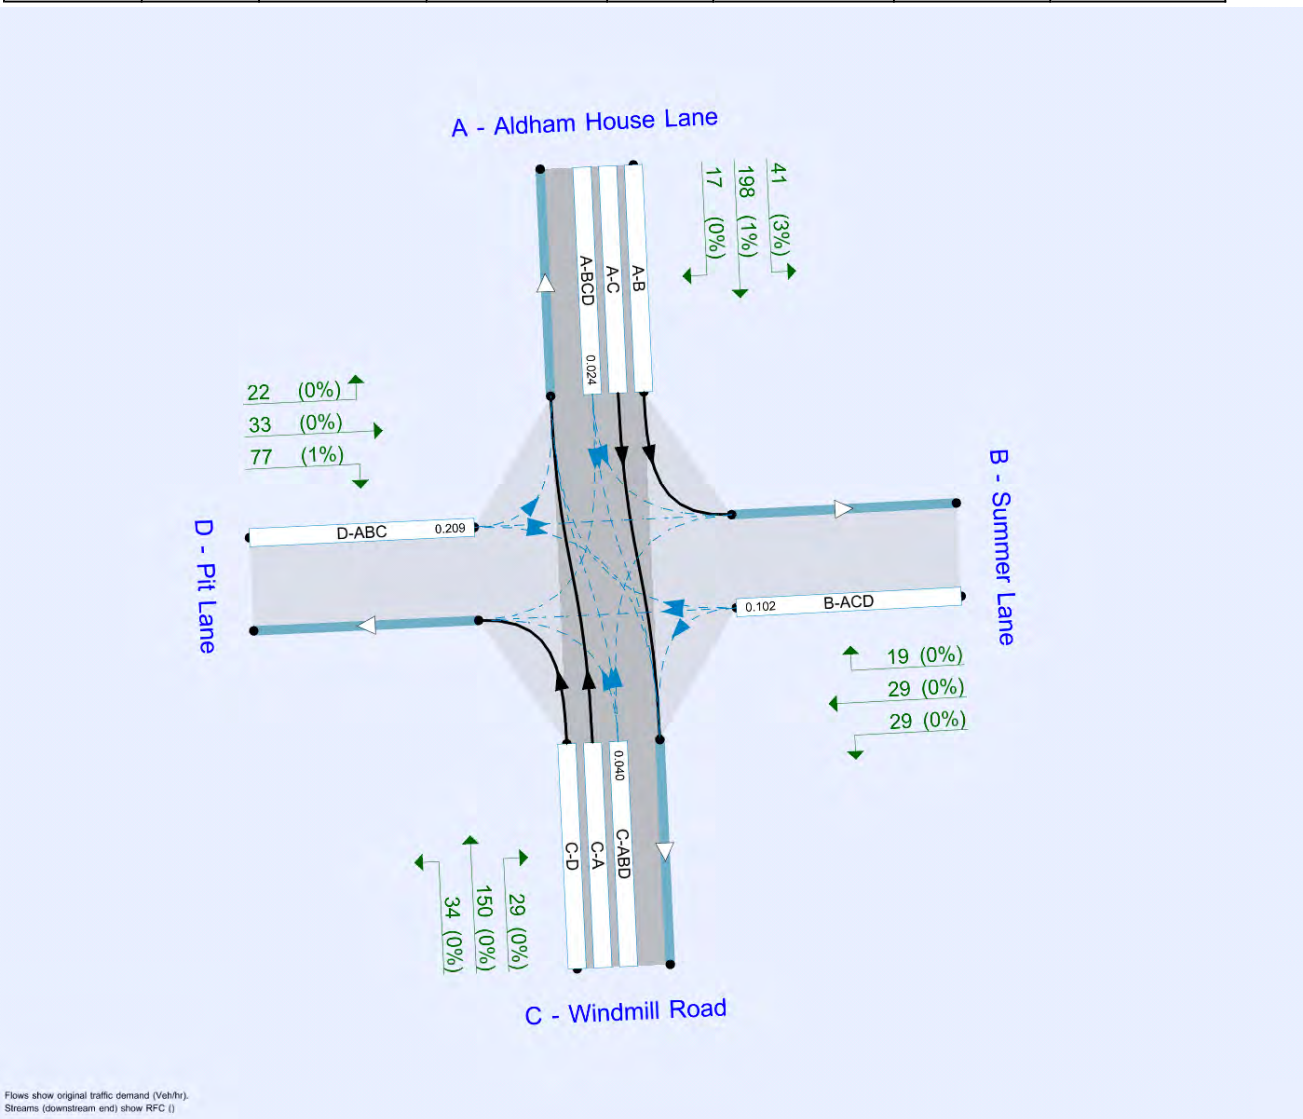 A - Aldham House Lane
17 (0%)
198 (1%)
41 (3%)
A-BCD
0.024
A-C
A-B
22 (0%)
33 (0%)
77 (1%)
B - Summer Lane
D - Pit Lane
D-ABC 0.209
0.102 B-ACD
19 (0%)
29 (0%)
29 (0%)
C-D
C-A
0.040
C-ABD
34 (0%)
150 (0%)
29 (0%)
C - Windmill Road
Flows show original traffic demand (Veh/hr).
Streams (downstream end) show RFC ()